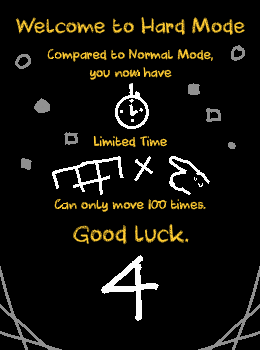 Welcome to Hard Mode
Compared to Normal Mode,
you now have
Limited Time
Can only move 100 times.
Good Luck.
4